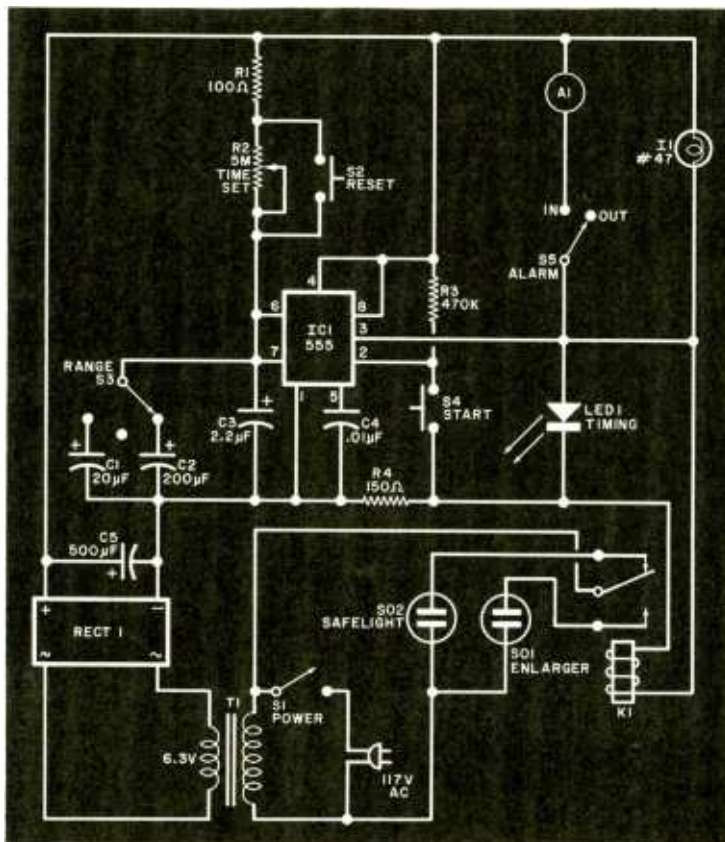 R1
100Ω
R2
5M
TIME
SET
S2
RESET
A1
I1
#47
IN
OUT
S5
ALARM
4
6
8
IC1
555
3
7
2
1
5
R3
470K
RANGE
S3
C3
2.2µF
C4
.01µF
S4
START
LED1
TIMING
+
+
+
C1
20µF
C2
200µF
R4
150Ω
C5
500µF
+
+
−
RECT 1
~
~
SO2
SAFELIGHT
SO1
ENLARGER
K1
T1
6.3V
S1
POWER
117V
AC